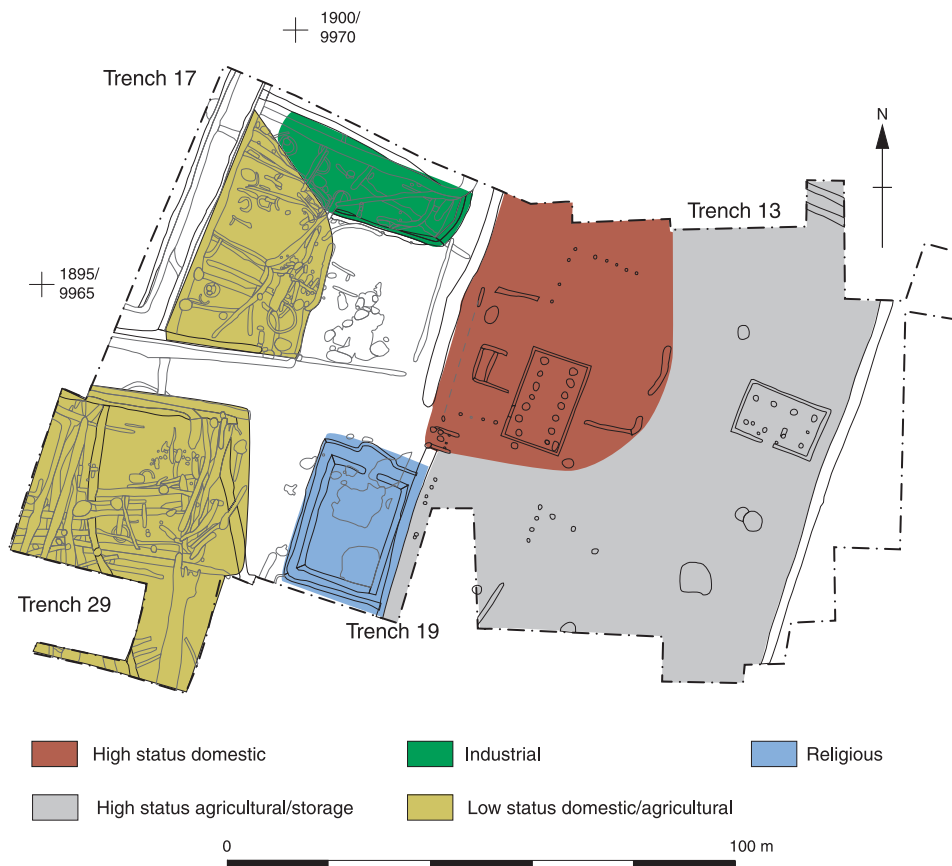 1900/
9970
Trench 17
N
Trench 13
1895/
9965
Trench 29
Trench 19
High status domestic
Industrial
Religious
High status agricultural/storage
Low status domestic/agricultural
0
100 m